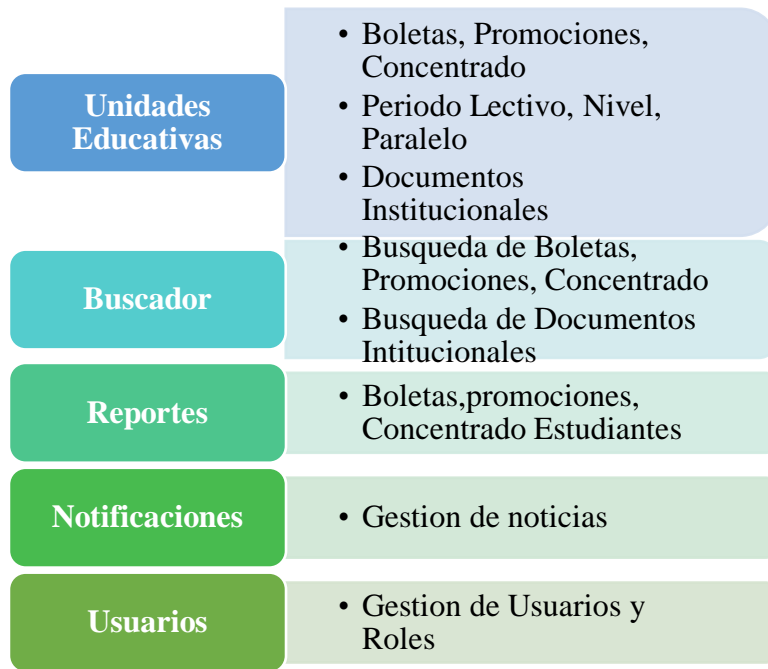 Unidades
Educativas
• Boletas, Promociones,
Concentrado
• Periodo Lectivo, Nivel,
Paralelo
• Documentos
Institucionales
Buscador
• Busqueda de Boletas,
Promociones, Concentrado
• Busqueda de Documentos
Intitucionales
Reportes
• Boletas,promociones,
Concentrado Estudiantes
Notificaciones
• Gestion de noticias
Usuarios
• Gestion de Usuarios y
Roles